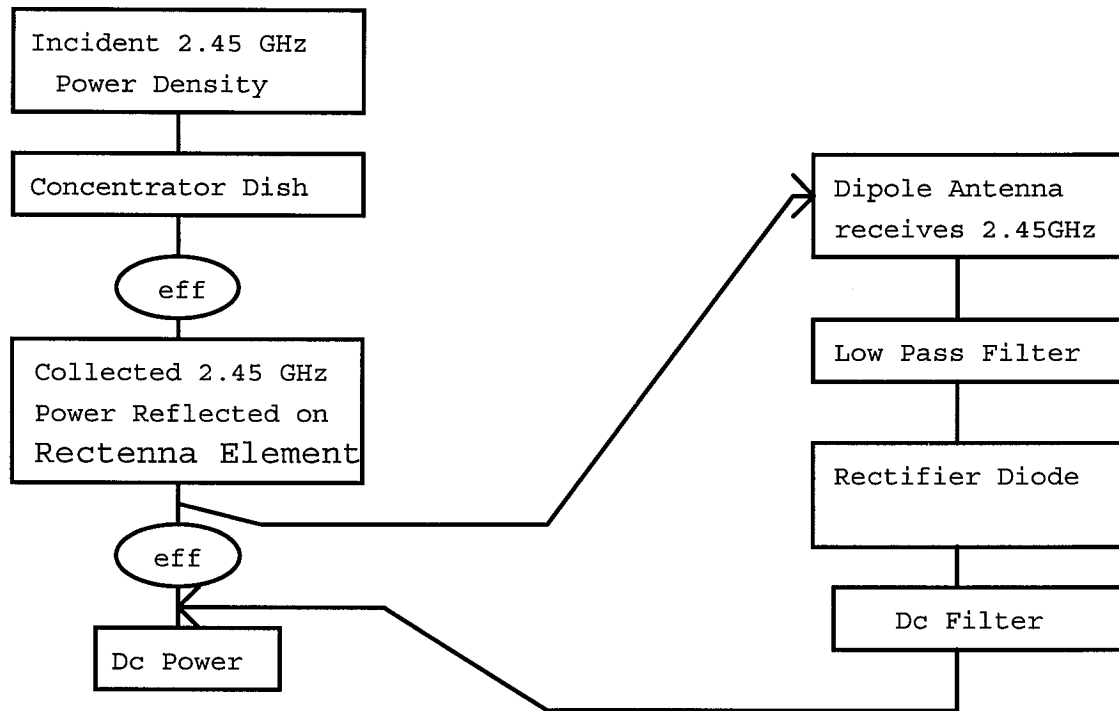 Incident 2.45 GHz
Power Density
Concentrator Dish
eff
Collected 2.45 GHz
Power Reflected on
Rectenna Element
eff
Dc Power
Dipole Antenna
receives 2.45GHz
Low Pass Filter
Rectifier Diode
Dc Filter